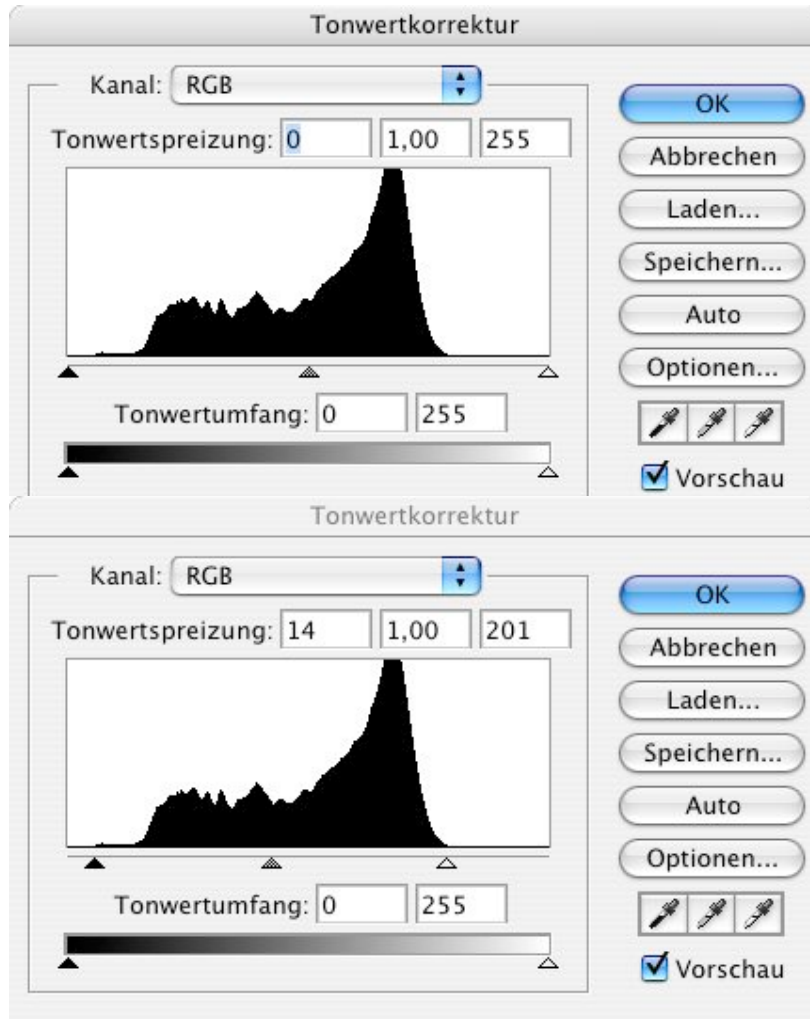 Tonwertkorrektur
Kanal: RGB
OK
Tonwertspreizung: 0 1,00 255
Abbrechen
Laden...
Speichern...
Auto
Optionen...
Tonwertumfang: 0 255
Vorschau
Tonwertkorrektur
Kanal: RGB
OK
Tonwertspreizung: 14 1,00 201
Abbrechen
Laden...
Speichern...
Auto
Optionen...
Tonwertumfang: 0 255
Vorschau